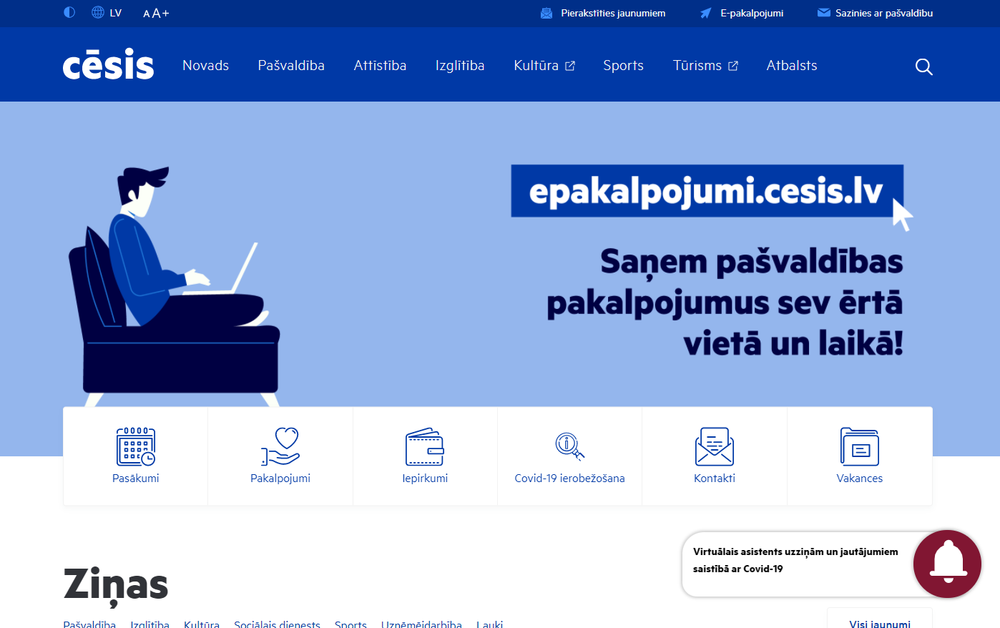 LV
A A +
Pierakstīties jaunumiem
E-pakalpojumi
Sazinies ar pašvaldību
cēsis
Novads
Pašvaldība
Attīstība
Izglītība
Kultūra
Sports
Tūrisms
Atbalsts
epakalpojumi.cesis.lv
Saņem pašvaldības
pakalpojumus sev ērtā
vietā un laikā!
Pasākumi
Pakalpojumi
Iepirkumi
Covid-19 ierobežošana
Kontakti
Vakances
Virtuālais asistents uzziņām un jautājumiem
saistībā ar Covid-19
Ziņas
Pašvaldība
Izglītība
Kultūra
Sociālais dienests
Sports
Uzņēmējdarbība
Lauki
Visi jaunumi